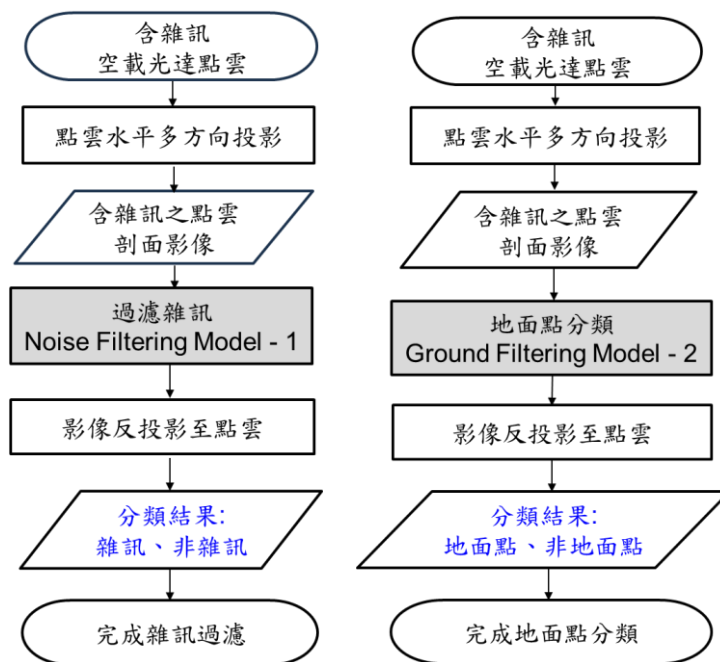 含雜訊
空載光達點雲
點雲水平多方向投影
含雜訊之點雲
剖面影像
過濾雜訊
Noise Filtering Model - 1
影像反投影至點雲
分類結果:
雜訊、非雜訊
完成雜訊過濾
含雜訊
空載光達點雲
點雲水平多方向投影
含雜訊之點雲
剖面影像
地面點分類
Ground Filtering Model - 2
影像反投影至點雲
分類結果:
地面點、非地面點
完成地面點分類